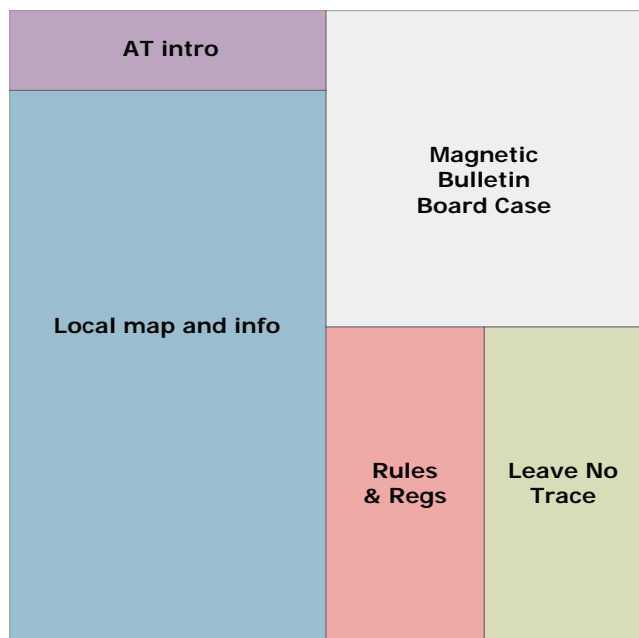 AT intro
Magnetic
Bulletin
Board Case
Local map and info
Rules
& Regs
Leave No
Trace